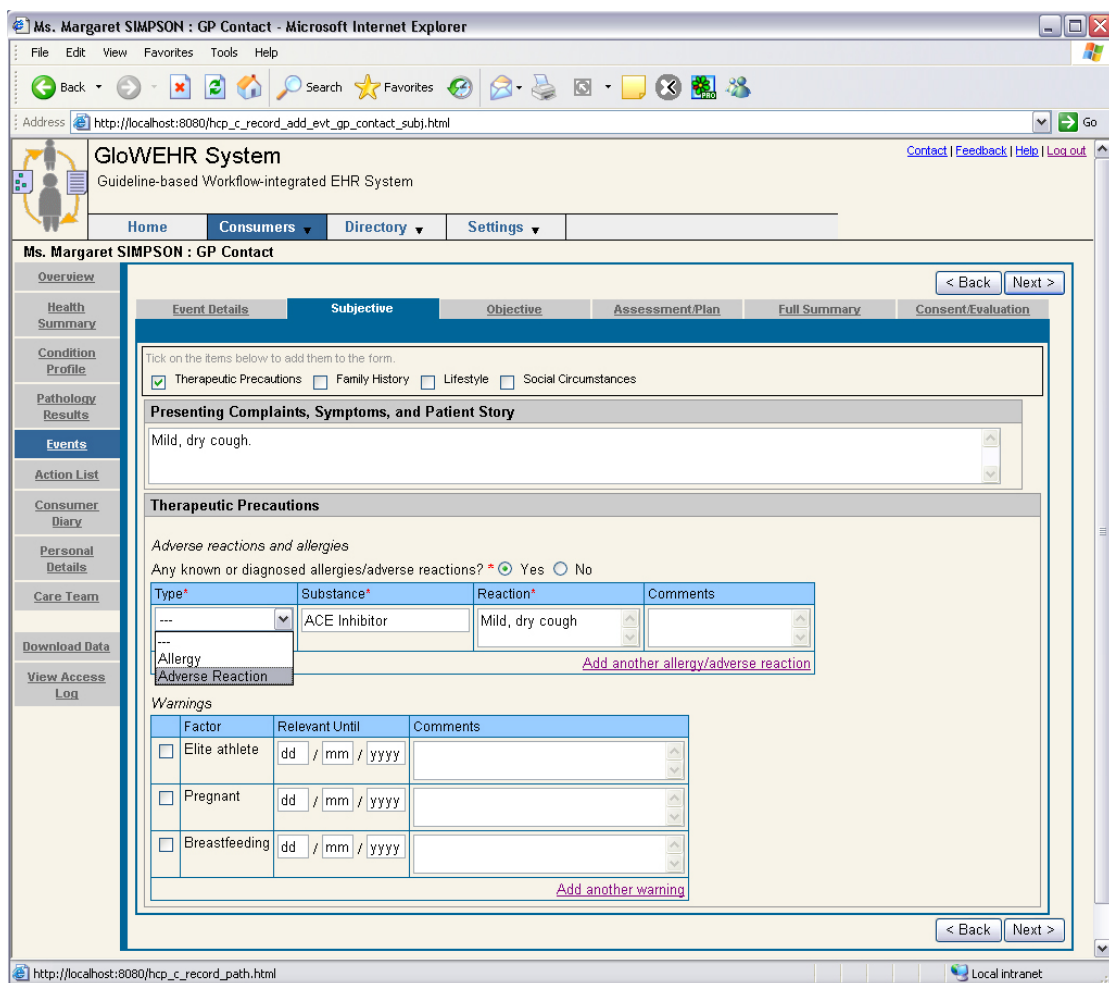 Ms. Margaret SIMPSON : GP Contact - Microsoft Internet Explorer
File Edit View Favorites Tools Help
Back Search Favorites PRO
Address http://localhost:8080/hcp_c_record_add_evt_gp_contact_subj.html Go
GloWEHR System
Contact | Feedback | Help | Log out
Guideline-based Workflow-integrated EHR System
Home Consumers Directory Settings
Ms. Margaret SIMPSON : GP Contact
Overview
Health
Summary
Condition
Profile
Pathology
Results
Events
Action List
Consumer
Diary
Personal
Details
Care Team
Download Data
View Access
Log
< Back Next >
Event Details Subjective Objective Assessment/Plan Full Summary Consent/Evaluation
Tick on the items below to add them to the form.
Therapeutic Precautions Family History Lifestyle Social Circumstances
Presenting Complaints, Symptoms, and Patient Story
Mild, dry cough.
Therapeutic Precautions
Adverse reactions and allergies
Any known or diagnosed allergies/adverse reactions? * Yes No
Type* Substance* Reaction* Comments
--- ACE Inhibitor Mild, dry cough
---
Allergy
Adverse Reaction
Add another allergy/adverse reaction
Warnings
Factor Relevant Until Comments
Elite athlete dd / mm / yyyy
Pregnant dd / mm / yyyy
Breastfeeding dd / mm / yyyy
Add another warning
< Back Next >
http://localhost:8080/hcp_c_record_path.html Local intranet